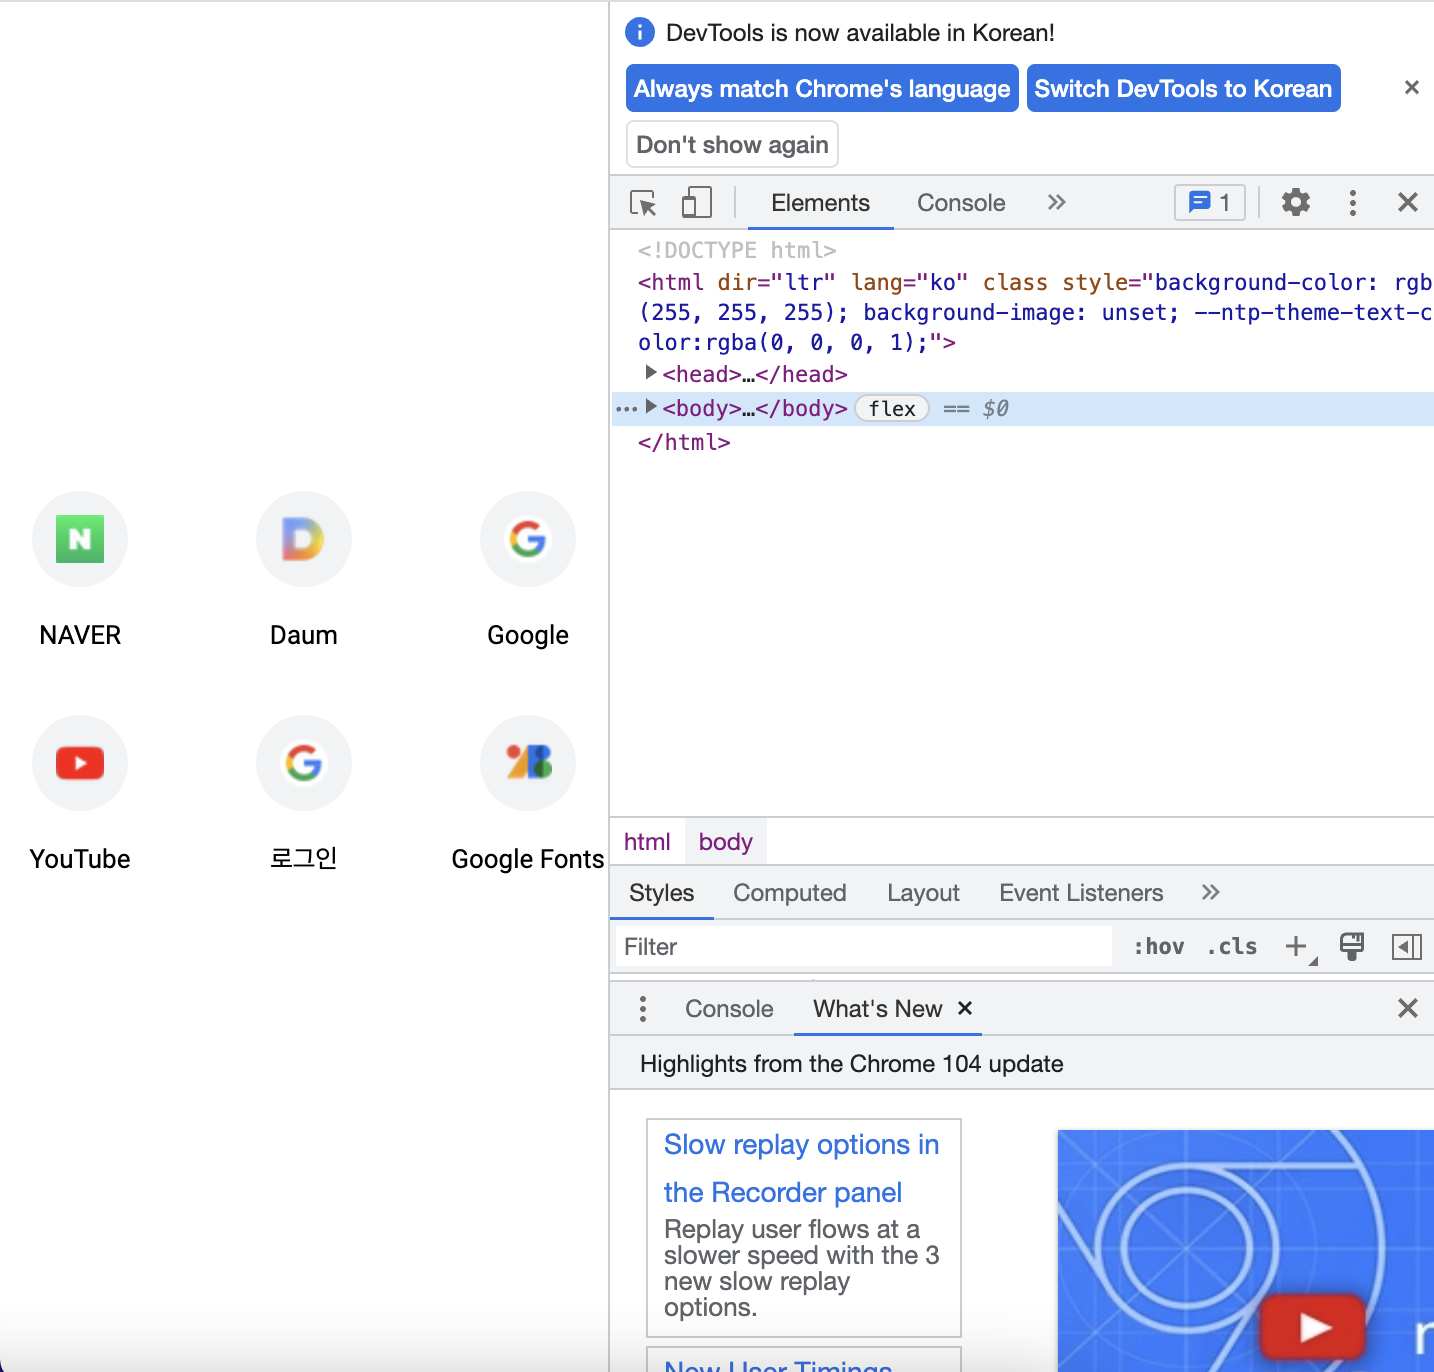 DevTools is now available in Korean!
Always match Chrome's language Switch DevTools to Korean
Don't show again
Elements Console 1
<!DOCTYPE html>
<html dir="ltr" lang="ko" class style="background-color: rgb
(255, 255, 255); background-image: unset; --ntp-theme-text-c
olor:rgba(0, 0, 0, 1);">
<head>…</head>
<body>…</body> flex == $0
</html>
NAVER Daum Google
YouTube 로그인 Google Fonts
html body
Styles Computed Layout Event Listeners
Filter :hov .cls
Console What's New
Highlights from the Chrome 104 update
Slow replay options in
the Recorder panel
Replay user flows at a
slower speed with the 3
new slow replay
options.
New User Timings